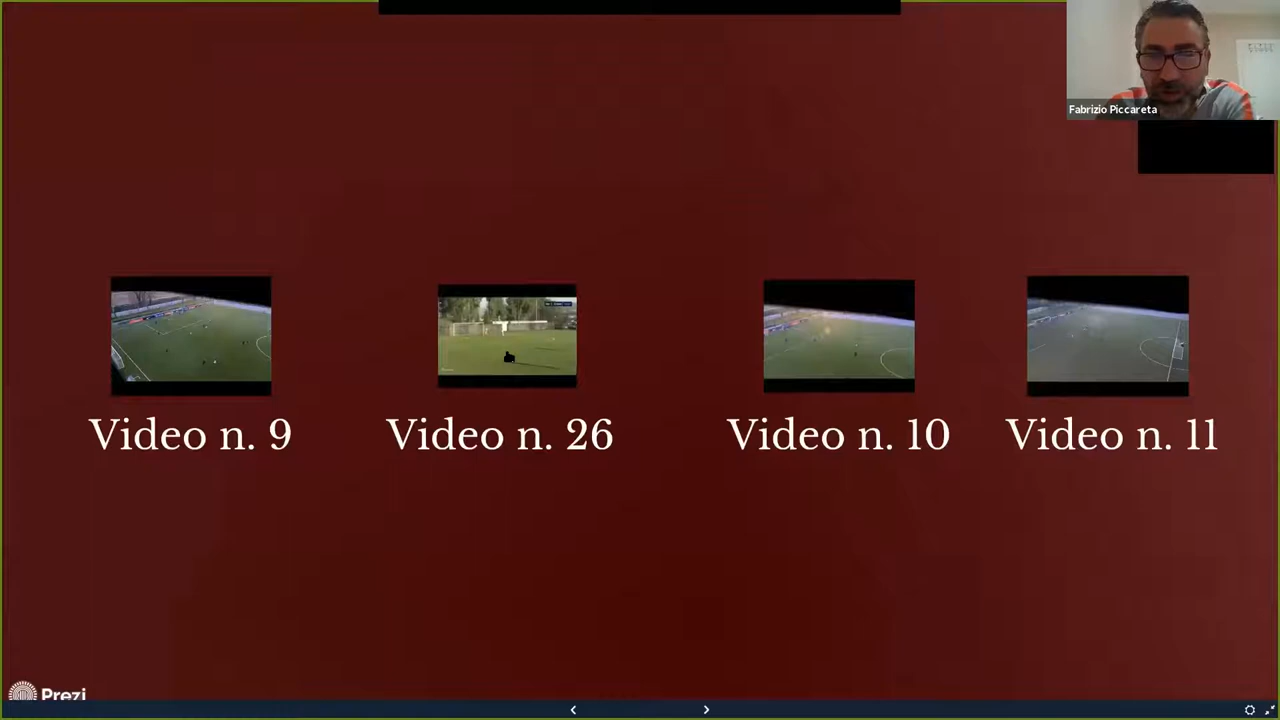 Fabrizio Piccareta
Video n. 9
Video n. 26
Video n. 10
Video n. 11
Prezi